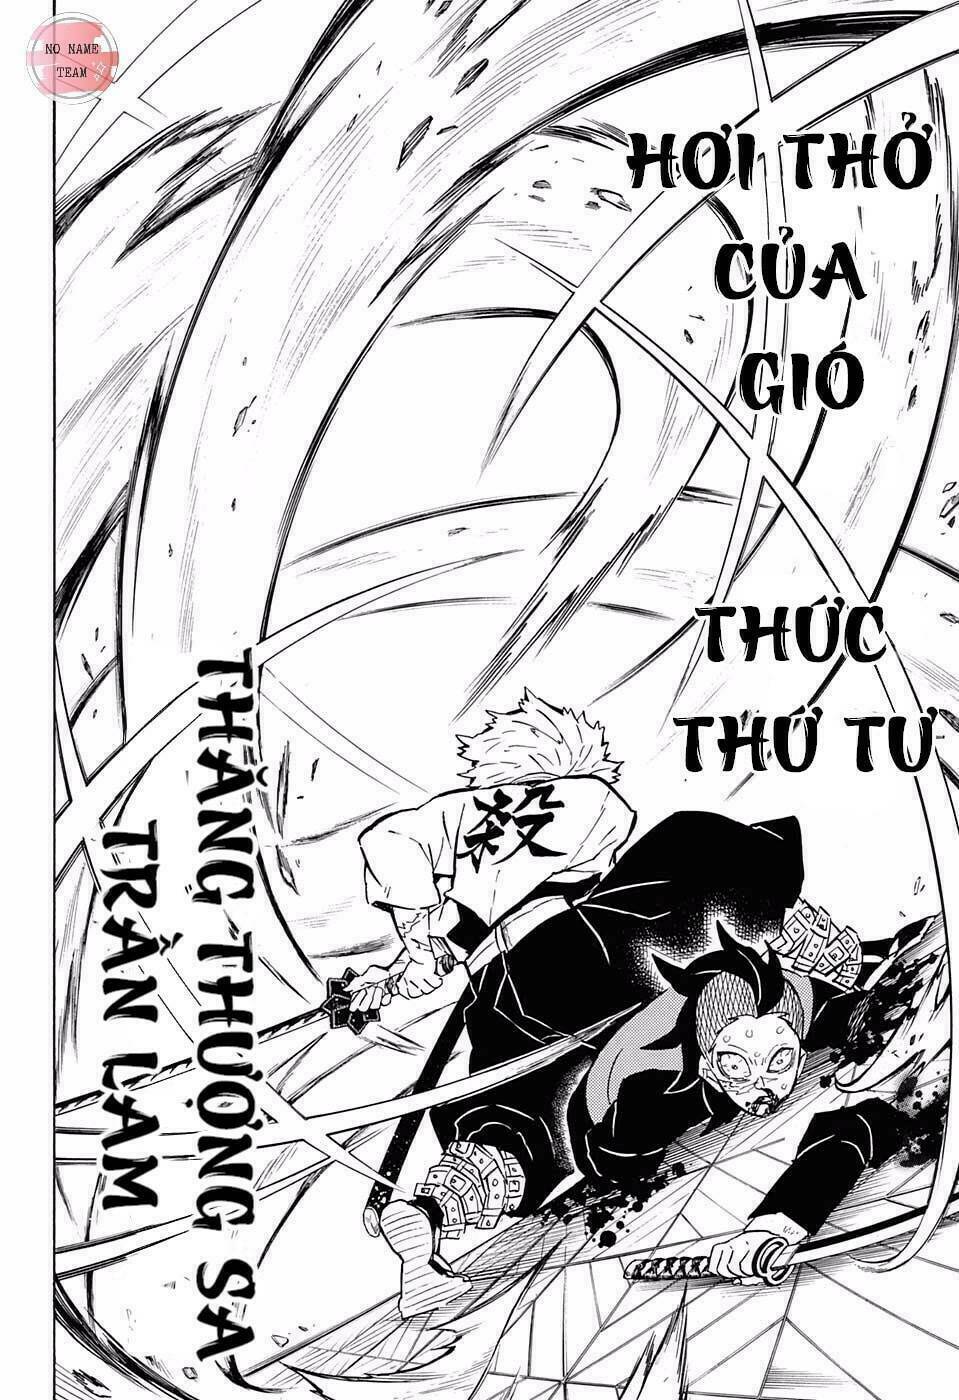 NO NAME
TEAM
HƠI THỞ
CỦA
GIÓ
THỨC
THỨ TƯ
THĂNG THƯỢNG SA
TRẦN LAM
殺